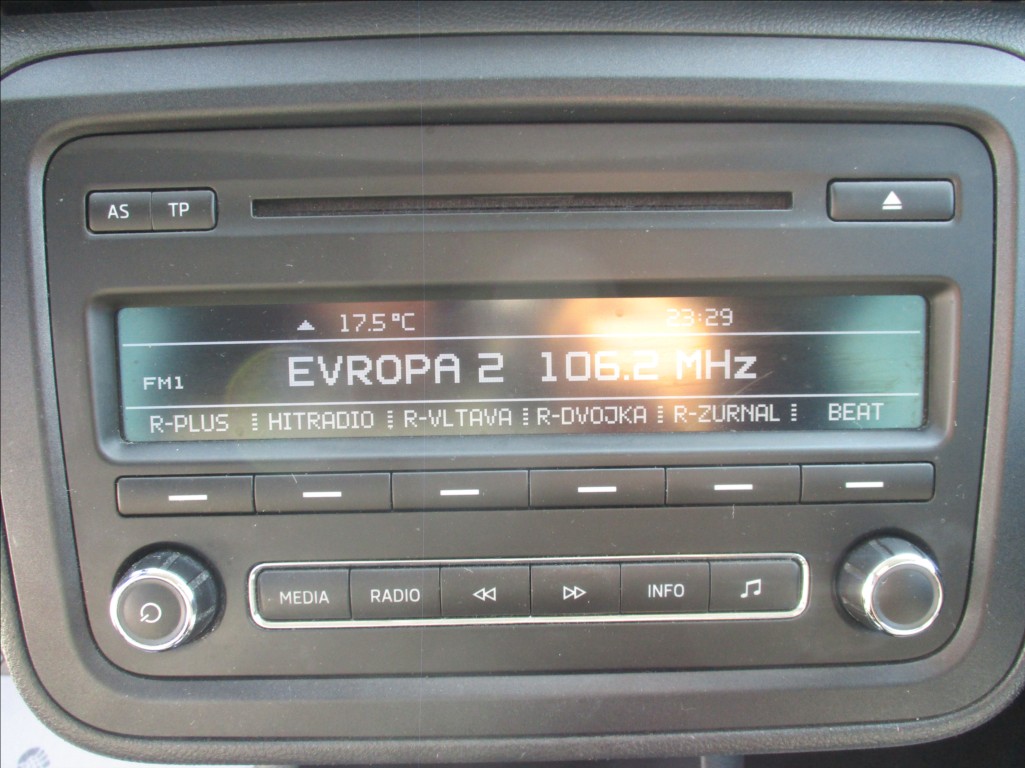 AS TP
17.5°C 23:29
EVROPA 2 106.2 MHz
FM1
R-PLUS HITRADIO R-VLTAVA R-DVOJKA R-ZURNAL BEAT
MEDIA RADIO INFO